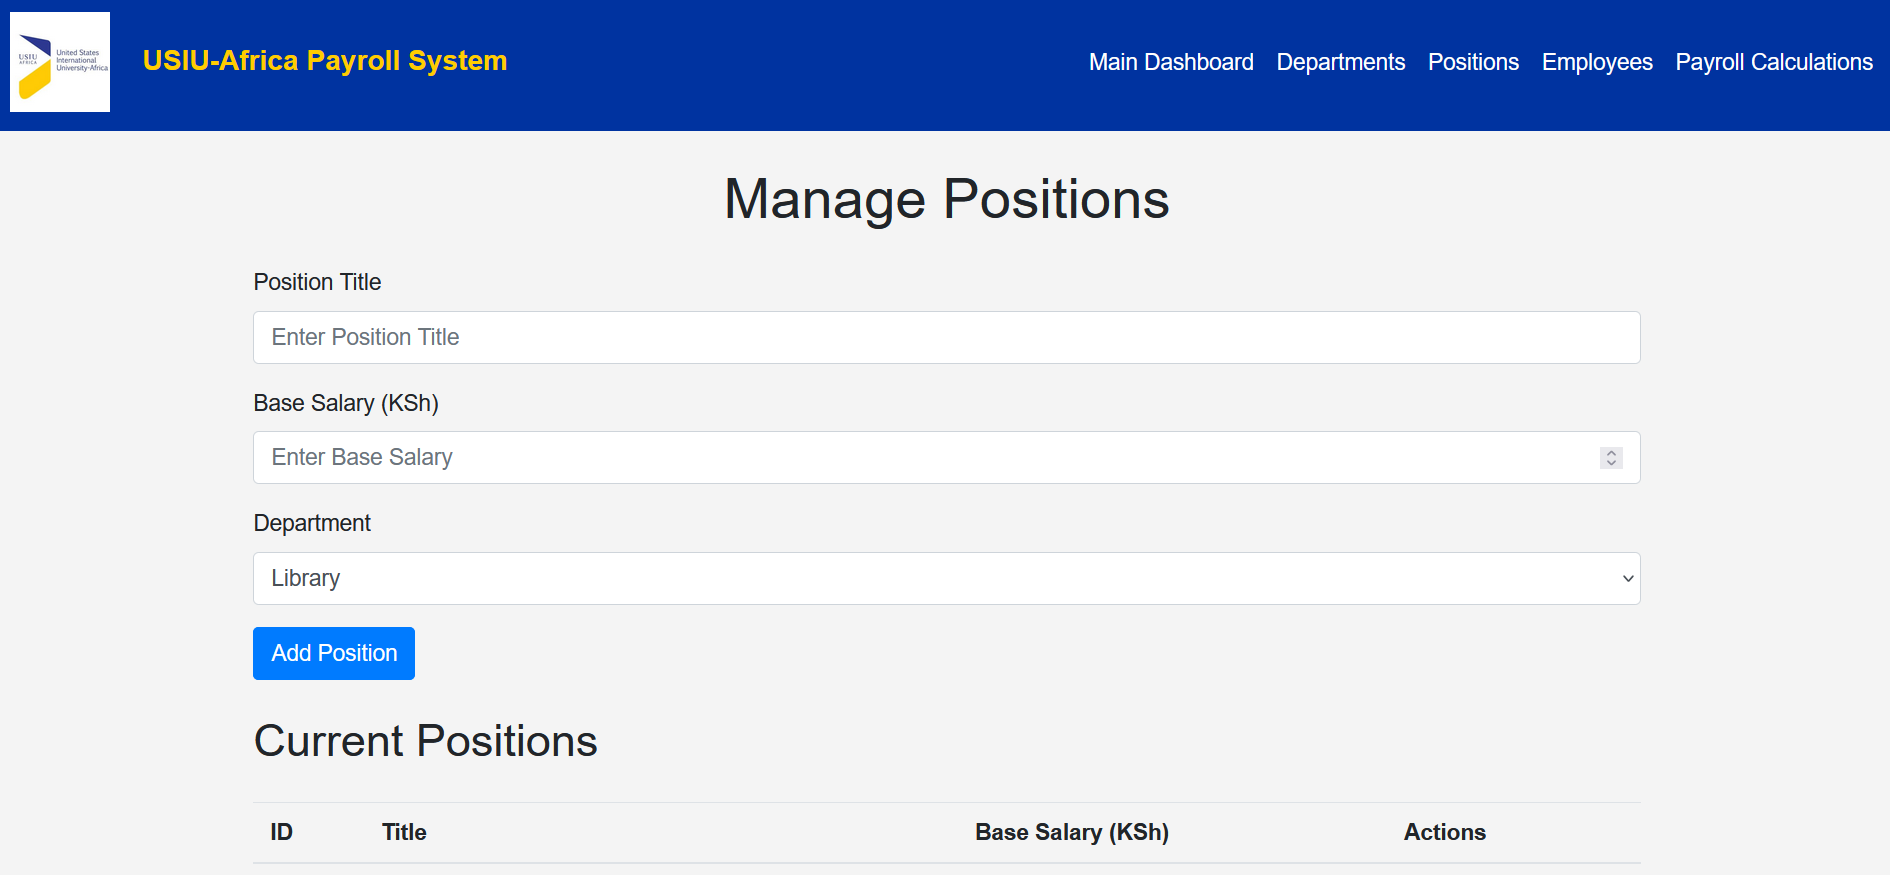 USIU
AFRICA
United States
International
University-Africa
USIU-Africa Payroll System
Main Dashboard Departments Positions Employees Payroll Calculations
Manage Positions
Position Title
Enter Position Title
Base Salary (KSh)
Enter Base Salary
Department
Library
Add Position
Current Positions
ID Title Base Salary (KSh) Actions